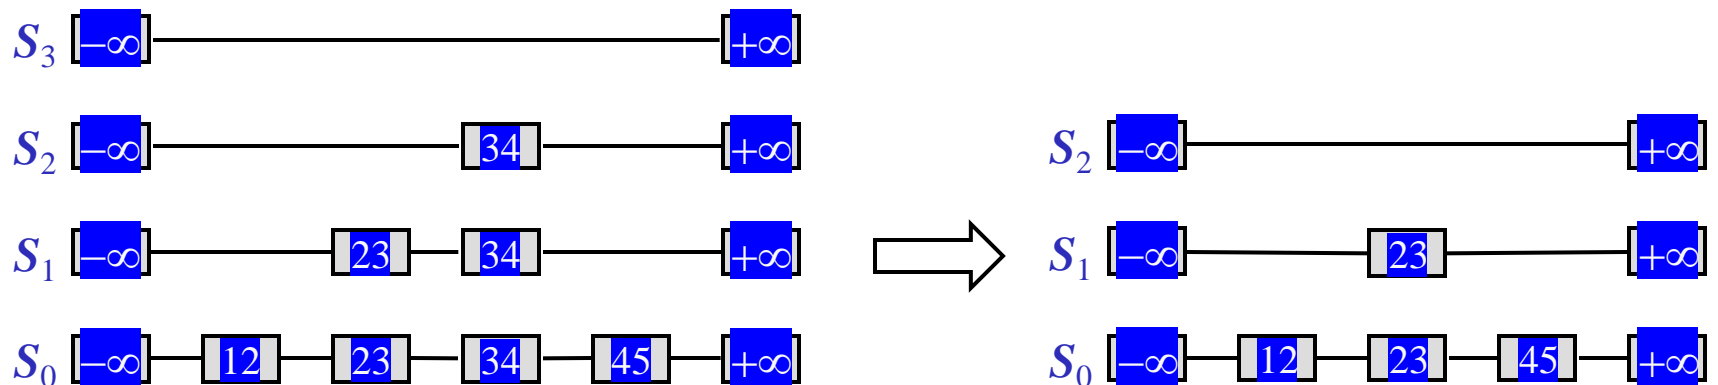 S3 −∞ +∞
S2 −∞ 34 +∞
S1 −∞ 23 34 +∞
S0 −∞ 12 23 34 45 +∞
S2 −∞ +∞
S1 −∞ 23 +∞
S0 −∞ 12 23 45 +∞